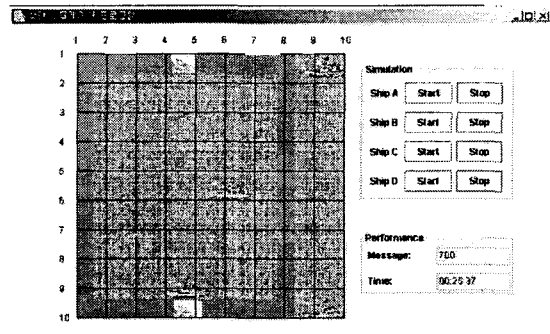 1 2 3 4 5 6 7 8 9 10
1
2
3
4
5
6
7
8
9
10
Simulation
Ship A Start Stop
Ship B Start Stop
Ship C Start Stop
Ship D Start Stop
Performance
Message: 700
Time: 00:25:37